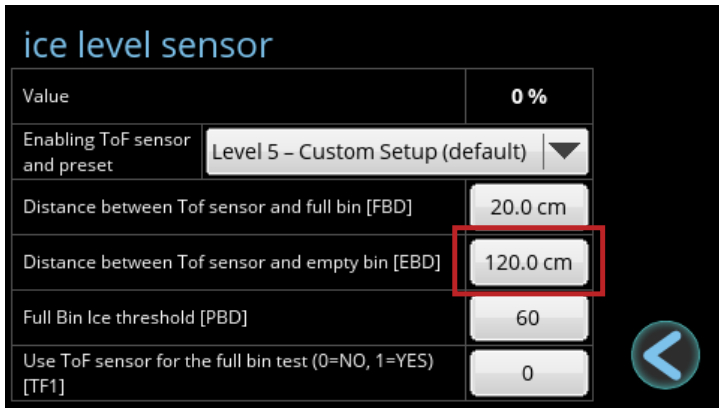 ice level sensor
Value
0 %
Enabling ToF sensor
and preset
Level 5 – Custom Setup (default)
Distance between Tof sensor and full bin [FBD]
20.0 cm
Distance between Tof sensor and empty bin [EBD]
120.0 cm
Full Bin Ice threshold [PBD]
60
Use ToF sensor for the full bin test (0=NO, 1=YES)
[TF1]
0